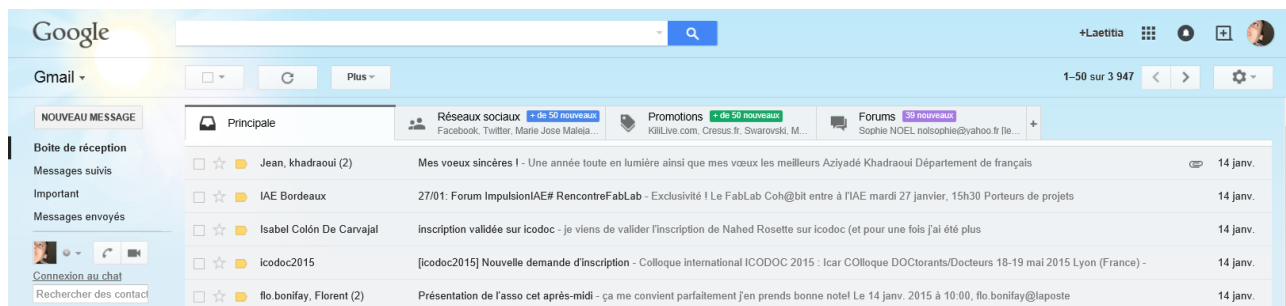 Google
+Laetitia
Gmail
Plus
1–50 sur 3 947
NOUVEAU MESSAGE
Boîte de réception
Messages suivis
Important
Messages envoyés
Connexion au chat
Rechercher des contact
Principale
Réseaux sociaux + de 50 nouveaux
Facebook, Twitter, Marie Jose Maleja...
Promotions + de 50 nouveaux
KiliLive.com, Cresus.fr, Swarovski, M...
Forums 39 nouveaux
Sophie NOEL nolsophie@yahoo.fr [le...
+
Jean, khadraoui (2) Mes voeux sincères ! - Une année toute en lumière ainsi que mes vœux les meilleurs Aziyadé Khadraoui Département de français 14 janv.
IAE Bordeaux 27/01: Forum ImpulsionIAE# RencontreFabLab - Exclusivité ! Le FabLab Coh@bit entre à l'IAE mardi 27 janvier, 15h30 Porteurs de projets 14 janv.
Isabel Colón De Carvajal inscription validée sur icodoc - je viens de valider l'inscription de Nahed Rosette sur icodoc (et pour une fois j'ai été plus 14 janv.
icodoc2015 [icodoc2015] Nouvelle demande d'inscription - Colloque international ICODOC 2015 : Icar COlloque DOCtorants/Docteurs 18-19 mai 2015 Lyon (France) - 14 janv.
flo.bonifay, Florent (2) Présentation de l'asso cet après-midi - ça me convient parfaitement j'en prends bonne note! Le 14 janv. 2015 à 10:00, flo.bonifay@laposte 14 janv.